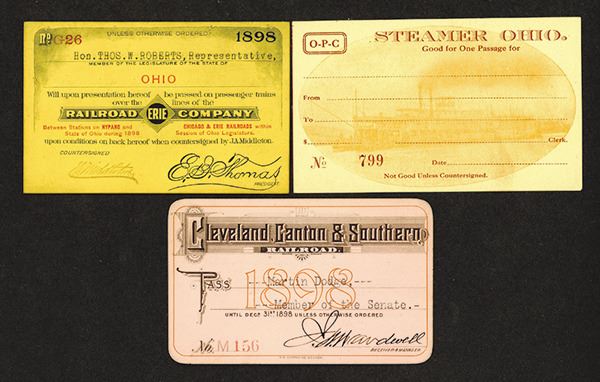 UNLESS OTHERWISE ORDERED
1898
No. G26
Hon. THOS. W. ROBERTS, Representative,
MEMBER OF THE LEGISLATURE OF THE STATE OF
OHIO
Will upon presentation hereof be passed on passenger trains
over the lines of the
RAILROAD ERIE COMPANY
Between Stations on NYPANO and CHICAGO & ERIE RAILROADS within
State of Ohio during 1898 Session of Ohio Legislature.
upon conditions on back hereof when countersigned by J.A.Middleton.
COUNTERSIGNED
E.B. Thomas
PRESIDENT
O-P-C
STEAMER OHIO.
Good for One Passage for
From
To
$ Clerk.
No 799 Date
Not Good Unless Countersigned.
Cleveland, Canton & Southern
RAILROAD.
1898
PASS --Martin Dodge,---
--Member of the Senate.--
UNTIL DECR 31ST 1898 UNLESS OTHERWISE ORDERED
No. M 156
RECEIVER & MANAGER